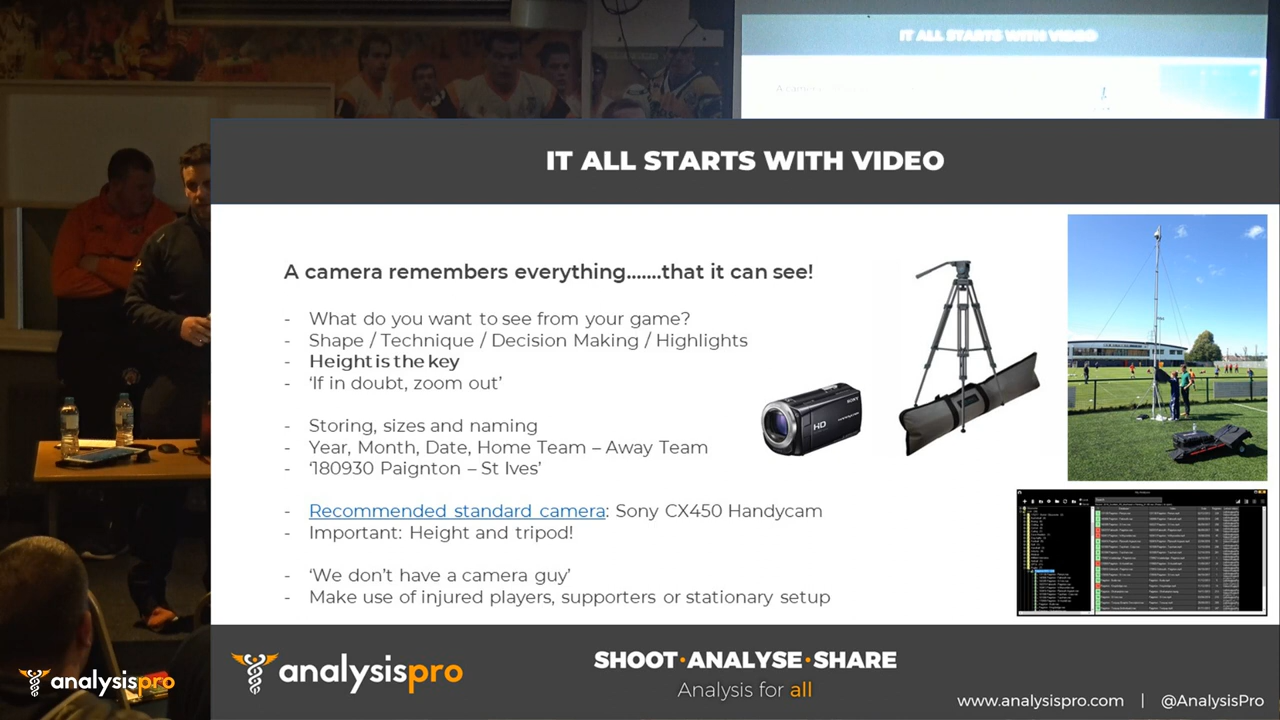 IT ALL STARTS WITH VIDEO
IT ALL STARTS WITH VIDEO
A camera remembers everything.......that it can see!
- What do you want to see from your game?
- Shape / Technique / Decision Making / Highlights
- Height is the key
- 'If in doubt, zoom out'
- Storing, sizes and naming
- Year, Month, Date, Home Team – Away Team
- '180930 Paignton – St Ives'
- Recommended standard camera: Sony CX450 Handycam
- Important: Height and tripod!
- 'We don't have a camera guy'
- Make use of injured players, supporters or stationary setup
SONY
HD
analysispro
analysispro
SHOOT·ANALYSE·SHARE
Analysis for all
www.analysispro.com | @AnalysisPro